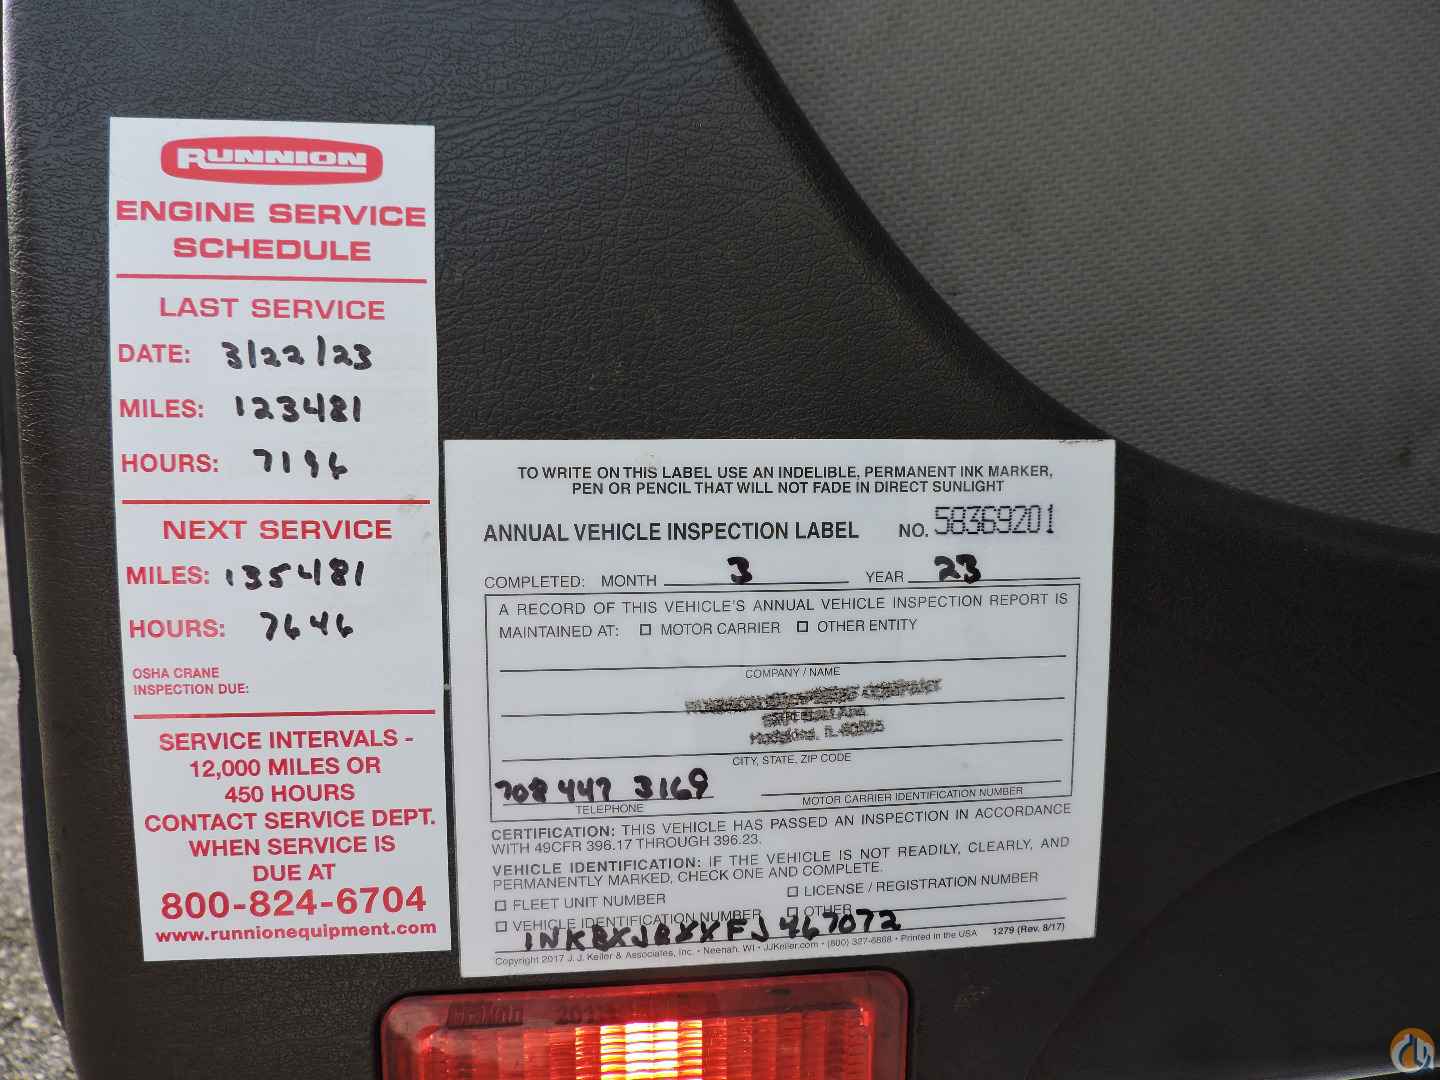 RUNNION
ENGINE SERVICE
SCHEDULE
LAST SERVICE
DATE: 3/22/23
MILES: 123481
HOURS: 7196
NEXT SERVICE
MILES: 135481
HOURS: 7646
OSHA CRANE
INSPECTION DUE:
SERVICE INTERVALS -
12,000 MILES OR
450 HOURS
CONTACT SERVICE DEPT.
WHEN SERVICE IS
DUE AT
800-824-6704
www.runnionequipment.com
TO WRITE ON THIS LABEL USE AN INDELIBLE, PERMANENT INK MARKER,
PEN OR PENCIL THAT WILL NOT FADE IN DIRECT SUNLIGHT
ANNUAL VEHICLE INSPECTION LABEL NO. 58369201
COMPLETED: MONTH 3 YEAR 23
A RECORD OF THIS VEHICLE'S ANNUAL VEHICLE INSPECTION REPORT IS
MAINTAINED AT: ☐ MOTOR CARRIER ☐ OTHER ENTITY
COMPANY / NAME
Hodgkins, IL 60525
CITY, STATE, ZIP CODE
708 447 3169
TELEPHONE
MOTOR CARRIER IDENTIFICATION NUMBER
CERTIFICATION: THIS VEHICLE HAS PASSED AN INSPECTION IN ACCORDANCE
WITH 49CFR 396.17 THROUGH 396.23.
VEHICLE IDENTIFICATION: IF THE VEHICLE IS NOT READILY, CLEARLY, AND
PERMANENTLY MARKED, CHECK ONE AND COMPLETE.
☐ FLEET UNIT NUMBER ☐ LICENSE / REGISTRATION NUMBER
☐ VEHICLE IDENTIFICATION NUMBER ☐ OTHER
Copyright 2017 J. J. Keller & Associates, Inc. • Neenah, WI • JJKeller.com • (800) 327-6868 • Printed in the USA 1279 (Rev. 8/17)